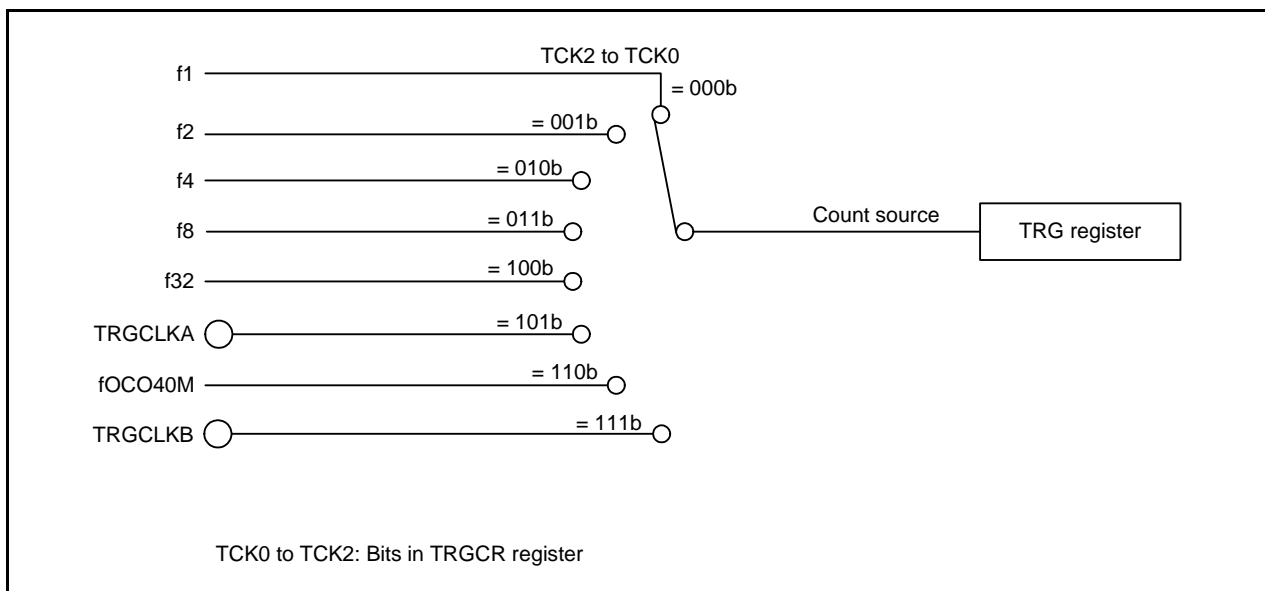 TCK2 to TCK0
f1
= 000b
f2
= 001b
f4
= 010b
f8
= 011b
Count source
TRG register
f32
= 100b
TRGCLKA
= 101b
fOCO40M
= 110b
TRGCLKB
= 111b
TCK0 to TCK2: Bits in TRGCR register